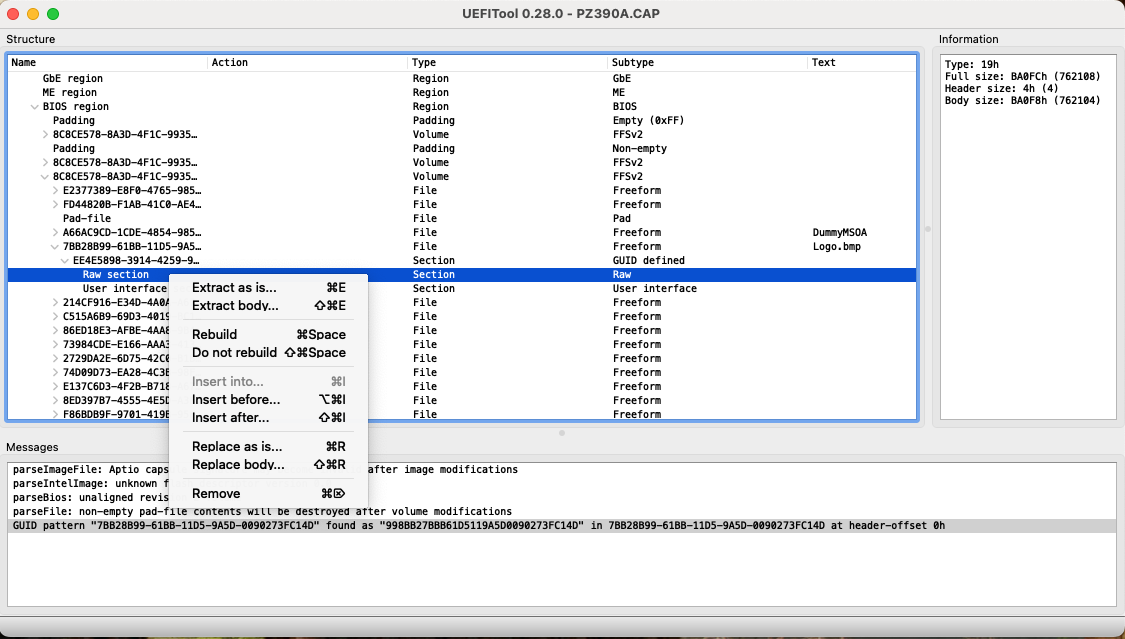 UEFITool 0.28.0 - PZ390A.CAP
Structure
Name Action Type Subtype Text
GbE region Region GbE
ME region Region ME
BIOS region Region BIOS
Padding Padding Empty (0xFF)
8C8CE578-8A3D-4F1C-9935… Volume FFSv2
Padding Padding Non-empty
8C8CE578-8A3D-4F1C-9935… Volume FFSv2
8C8CE578-8A3D-4F1C-9935… Volume FFSv2
E2377389-E8F0-4765-985… File Freeform
FD44820B-F1AB-41C0-AE4… File Freeform
Pad-file File Pad
A66AC9CD-1CDE-4854-985… File Freeform DummyMSOA
7BB28B99-61BB-11D5-9A5… File Freeform Logo.bmp
EE4E5898-3914-4259-9… Section GUID defined
Raw section Section Raw
User interface Section User interface
214CF916-E34D-4A0A File Freeform
C515A6B9-69D3-4019 File Freeform
86ED18E3-AFBE-4AA8 File Freeform
73984CDE-E166-AAA File Freeform
2729DA2E-6D75-42C0 File Freeform
74D09D73-EA28-4C3E File Freeform
E137C6D3-4F2B-B718 File Freeform
8ED397B7-4555-4E5D File Freeform
F86BDB9F-9701-419E File Freeform
Extract as is... ⌘E
Extract body... ⇧⌘E
Rebuild ⌘Space
Do not rebuild ⇧⌘Space
Insert into... ⌘I
Insert before... ⌥⌘I
Insert after... ⇧⌘I
Replace as is... ⌘R
Replace body... ⇧⌘R
Remove ⌘⌦
Information
Type: 19h
Full size: BA0FCh (762108)
Header size: 4h (4)
Body size: BA0F8h (762104)
Messages
parseImageFile: Aptio caps after image modifications
parseIntelImage: unknown f
parseBios: unaligned revis
parseFile: non-empty pad-file contents will be destroyed after volume modifications
GUID pattern "7BB28B99-61BB-11D5-9A5D-0090273FC14D" found as "998BB27BBB61D5119A5D0090273FC14D" in 7BB28B99-61BB-11D5-9A5D-0090273FC14D at header-offset 0h